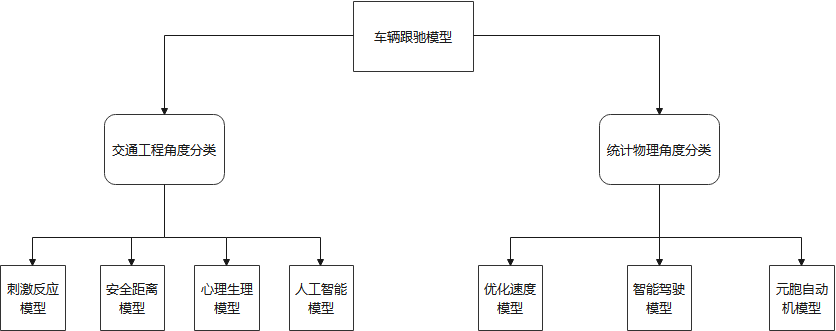 车辆跟驰模型
交通工程角度分类
统计物理角度分类
刺激反应
模型
安全距离
模型
心理生理
模型
人工智能
模型
优化速度
模型
智能驾驶
模型
元胞自动
机模型